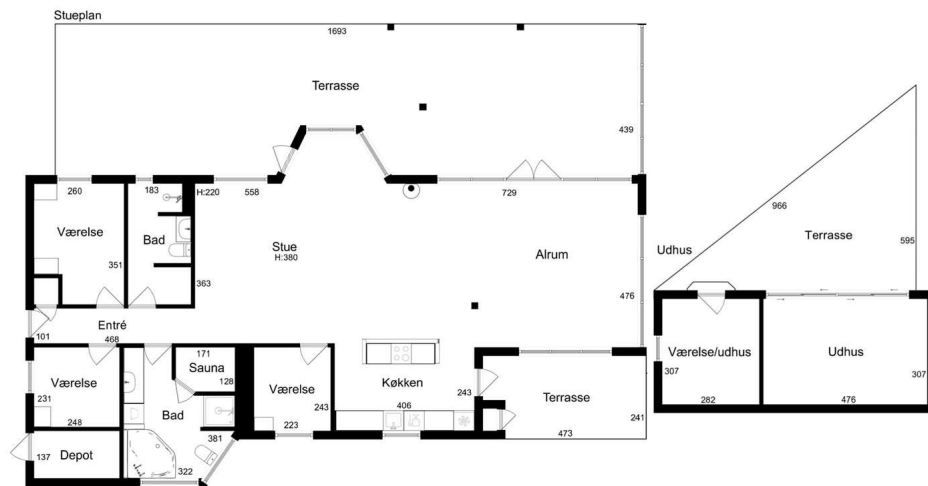 Stueplan
1693
Terrasse
439
260
183
H:220
558
729
966
Værelse
Bad
Stue
H:380
Alrum
Udhus
Terrasse
595
351
363
476
Entré
101
468
171
Sauna
128
Værelse
231
248
Værelse
243
223
Køkken
243
406
Terrasse
241
473
Værelse/udhus
307
282
Udhus
307
476
Bad
381
322
137
Depot